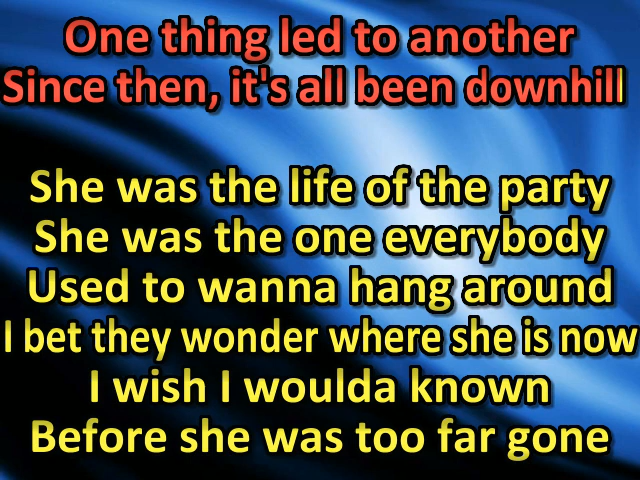 One thing led to another
Since then, it's all been downhill
She was the life of the party
She was the one everybody
Used to wanna hang around
I bet they wonder where she is now
I wish I woulda known
Before she was too far gone